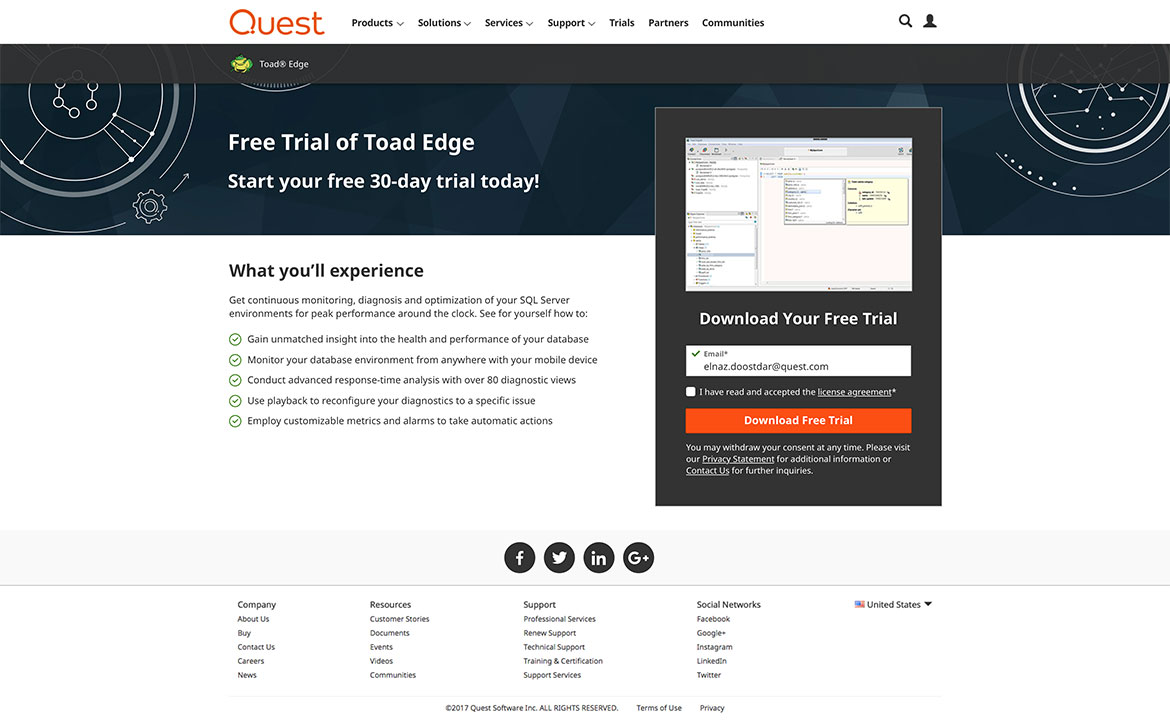 Quest
Products
Solutions
Services
Support
Trials
Partners
Communities
Toad® Edge
Free Trial of Toad Edge
Start your free 30-day trial today!
What you’ll experience
Get continuous monitoring, diagnosis and optimization of your SQL Server
environments for peak performance around the clock. See for yourself how to:
Gain unmatched insight into the health and performance of your database
Monitor your database environment from anywhere with your mobile device
Conduct advanced response-time analysis with over 80 diagnostic views
Use playback to reconfigure your diagnostics to a specific issue
Employ customizable metrics and alarms to take automatic actions
Download Your Free Trial
Email*
elnaz.doostdar@quest.com
I have read and accepted the license agreement*
Download Free Trial
You may withdraw your consent at any time. Please visit
our Privacy Statement for additional information or
Contact Us for further inquiries.
f
in
G+
Company
About Us
Buy
Contact Us
Careers
News
Resources
Customer Stories
Documents
Events
Videos
Communities
Support
Professional Services
Renew Support
Technical Support
Training & Certification
Support Services
Social Networks
Facebook
Google+
Instagram
LinkedIn
Twitter
United States
©2017 Quest Software Inc. ALL RIGHTS RESERVED.
Terms of Use
Privacy